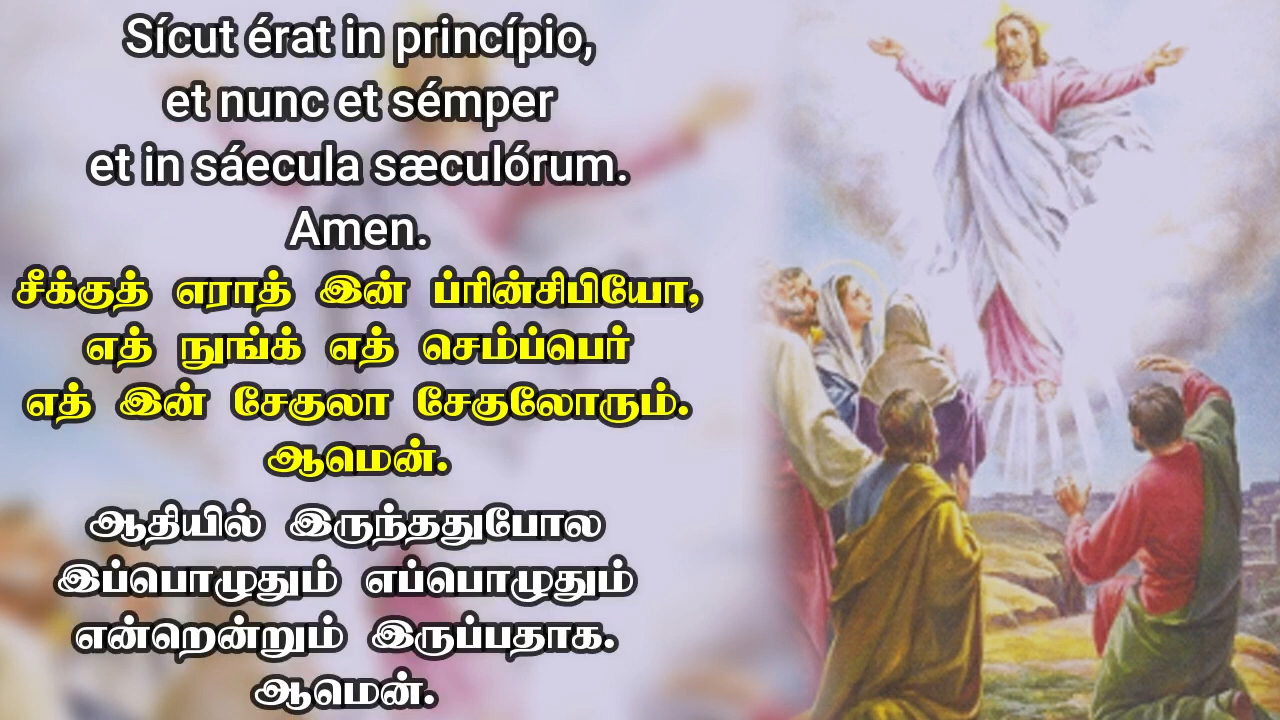 Sícut érat in princípio,
et nunc et sémper
et in sáecula sæculórum.
Amen.
சீக்குத் எராத் இன் ப்ரின்சிபியோ,
எத் நுங்க் எத் செம்ப்பெர்
எத் இன் சேகுலா சேகுலோரும்.
ஆமென்.
ஆதியில் இருந்ததுபோல
இப்பொழுதும் எப்பொழுதும்
என்றென்றும் இருப்பதாக.
ஆமென்.